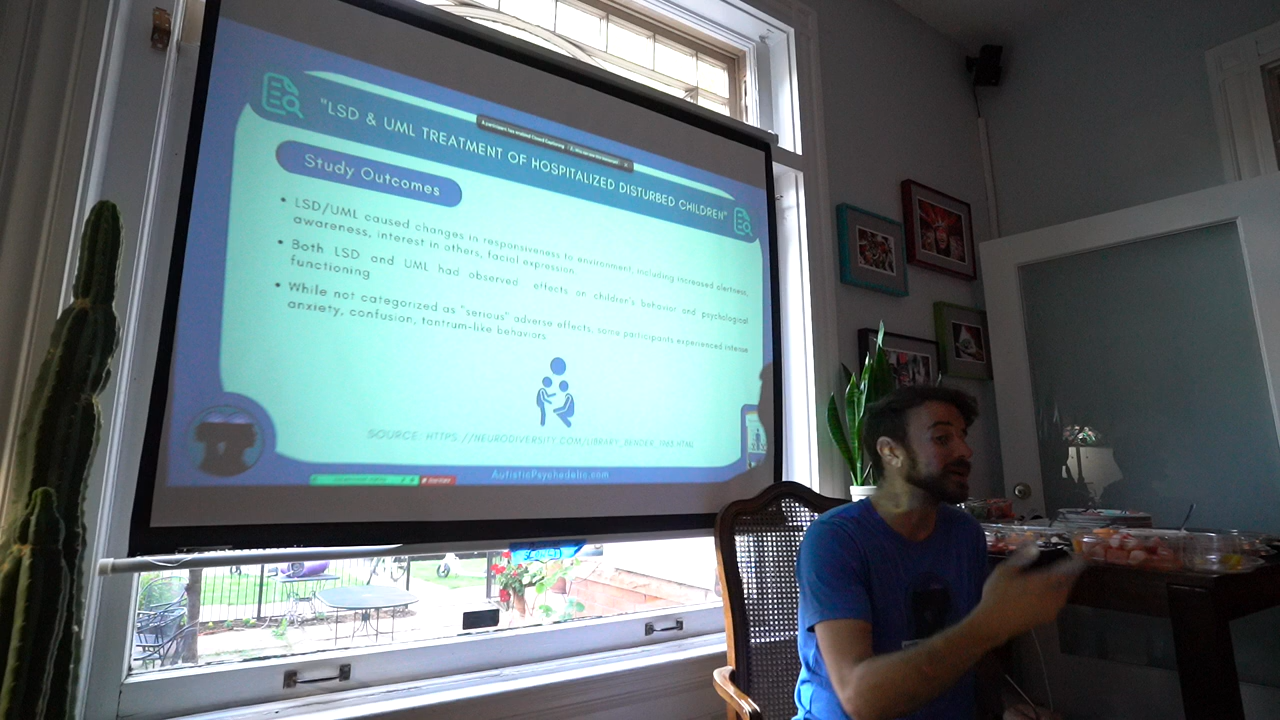 "LSD & UML TREATMENT OF HOSPITALIZED DISTURBED CHILDREN"
Study Outcomes
• LSD/UML caused changes in responsiveness to environment, including increased alertness,
awareness, interest in others, facial expression
• Both LSD and UML had observed effects on children's behavior and psychological
functioning
• While not categorized as "serious" adverse effects, some participants experienced intense
anxiety, confusion, tantrum-like behaviors
SOURCE: HTTPS://NEURODIVERSITY.COM/LIBRARY_BENDER_1963.HTML
AutisticPsychedelic.com